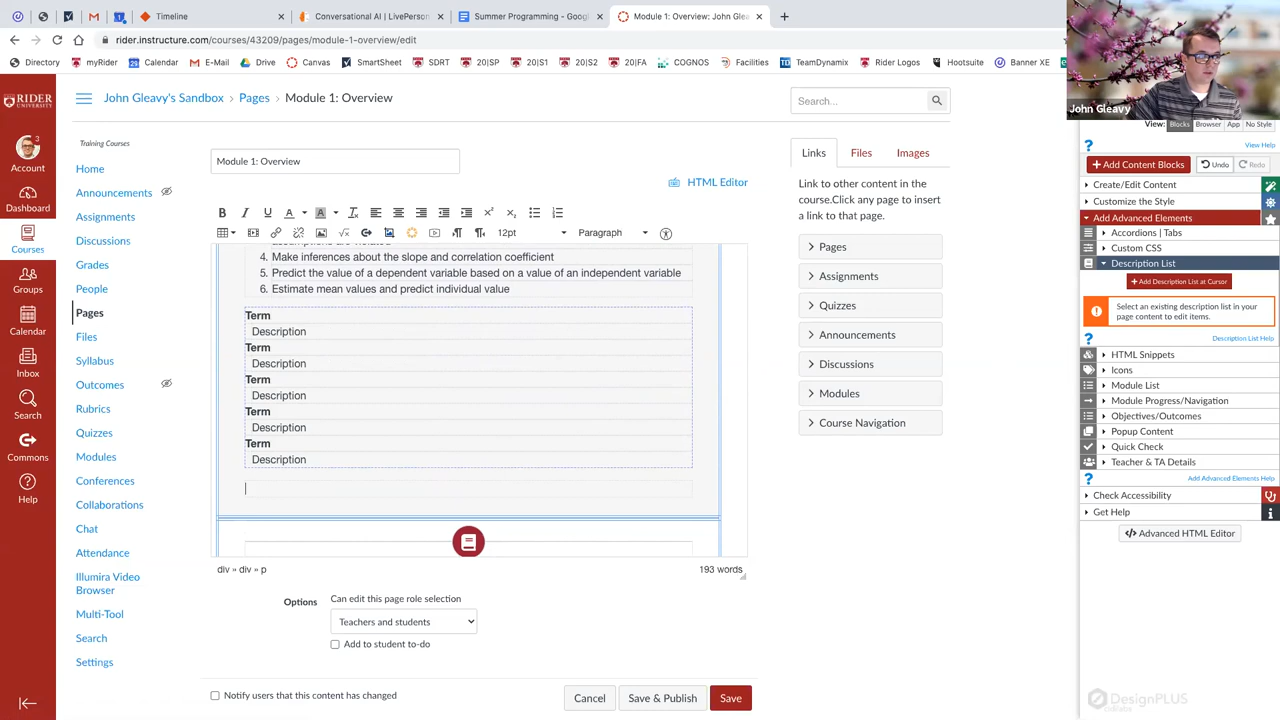 Timeline
Conversational AI | LivePerson
Summer Programming - Google
Module 1: Overview: John Glea
rider.instructure.com/courses/43209/pages/module-1-overview/edit
Directory
myRider
Calendar
E-Mail
Drive
Canvas
SmartSheet
SDRT
20|SP
20|S1
20|S2
20|FA
COGNOS
Facilities
TeamDynamix
Rider Logos
Hootsuite
Banner XE
John Gleavy
RIDER
UNIVERSITY
3
Account
Dashboard
Courses
Groups
Calendar
Inbox
Search
Commons
Help
John Gleavy's Sandbox
Pages
Module 1: Overview
Training Courses
Home
Announcements
Assignments
Discussions
Grades
People
Pages
Files
Syllabus
Outcomes
Rubrics
Quizzes
Modules
Conferences
Collaborations
Chat
Attendance
Illumira Video
Browser
Multi-Tool
Search
Settings
Module 1: Overview
HTML Editor
12pt
Paragraph
4. Make inferences about the slope and correlation coefficient
5. Predict the value of a dependent variable based on a value of an independent variable
6. Estimate mean values and predict individual value
Term
Description
Term
Description
Term
Description
Term
Description
Term
Description
div » div » p
193 words
Options
Can edit this page role selection
Teachers and students
Add to student to-do
Notify users that this content has changed
Cancel
Save & Publish
Save
Search...
Links
Files
Images
Link to other content in the
course.Click any page to insert
a link to that page.
Pages
Assignments
Quizzes
Announcements
Discussions
Modules
Course Navigation
View:
Blocks
Browser
App
No Style
View Help
Add Content Blocks
Undo
Redo
Create/Edit Content
Customize the Style
Add Advanced Elements
Accordions | Tabs
Custom CSS
Description List
Add Description List at Cursor
Select an existing description list in your
page content to edit items.
Description List Help
HTML Snippets
Icons
Module List
Module Progress/Navigation
Objectives/Outcomes
Popup Content
Quick Check
Teacher & TA Details
Add Advanced Elements Help
Check Accessibility
Get Help
Advanced HTML Editor
DesignPLUS